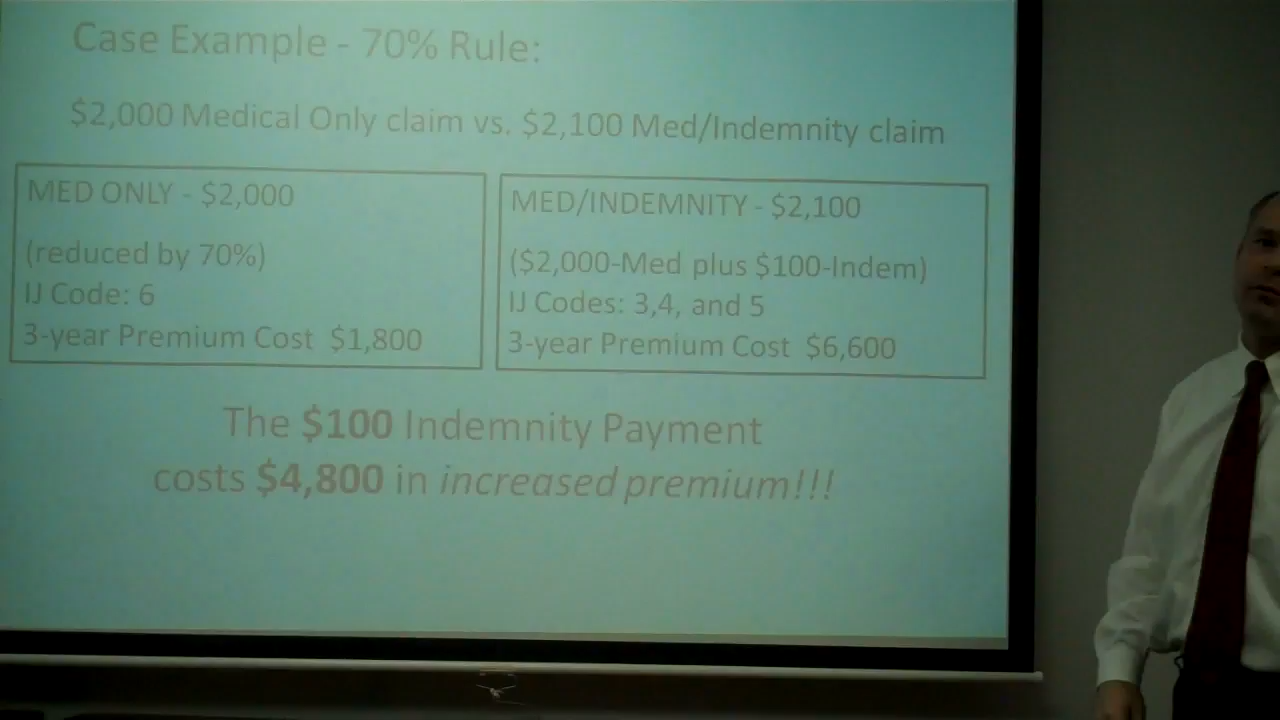 Case Example - 70% Rule:
$2,000 Medical Only claim vs. $2,100 Med/Indemnity claim
MED ONLY - $2,000
(reduced by 70%)
IJ Code: 6
3-year Premium Cost $1,800
MED/INDEMNITY - $2,100
($2,000-Med plus $100-Indem)
IJ Codes: 3,4, and 5
3-year Premium Cost $6,600
The $100 Indemnity Payment
costs $4,800 in increased premium!!!